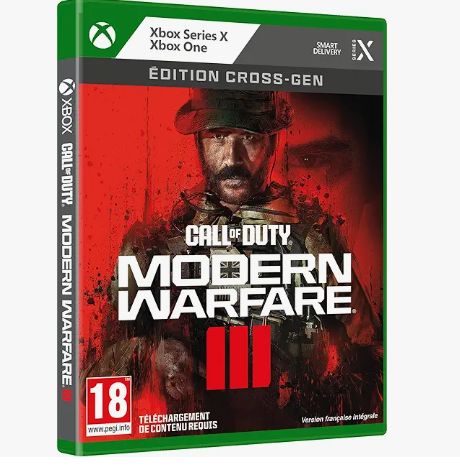 Xbox Series X
Xbox One
SMART
DELIVERY
SERIES
X
ÉDITION CROSS-GEN
XBOX
CALL OF DUTY
MODERN WARFARE
III
CALL OF DUTY
MODERN
WARFARE
III
18
www.pegi.info
TÉLÉCHARGEMENT
DE CONTENU REQUIS
Version française intégrale